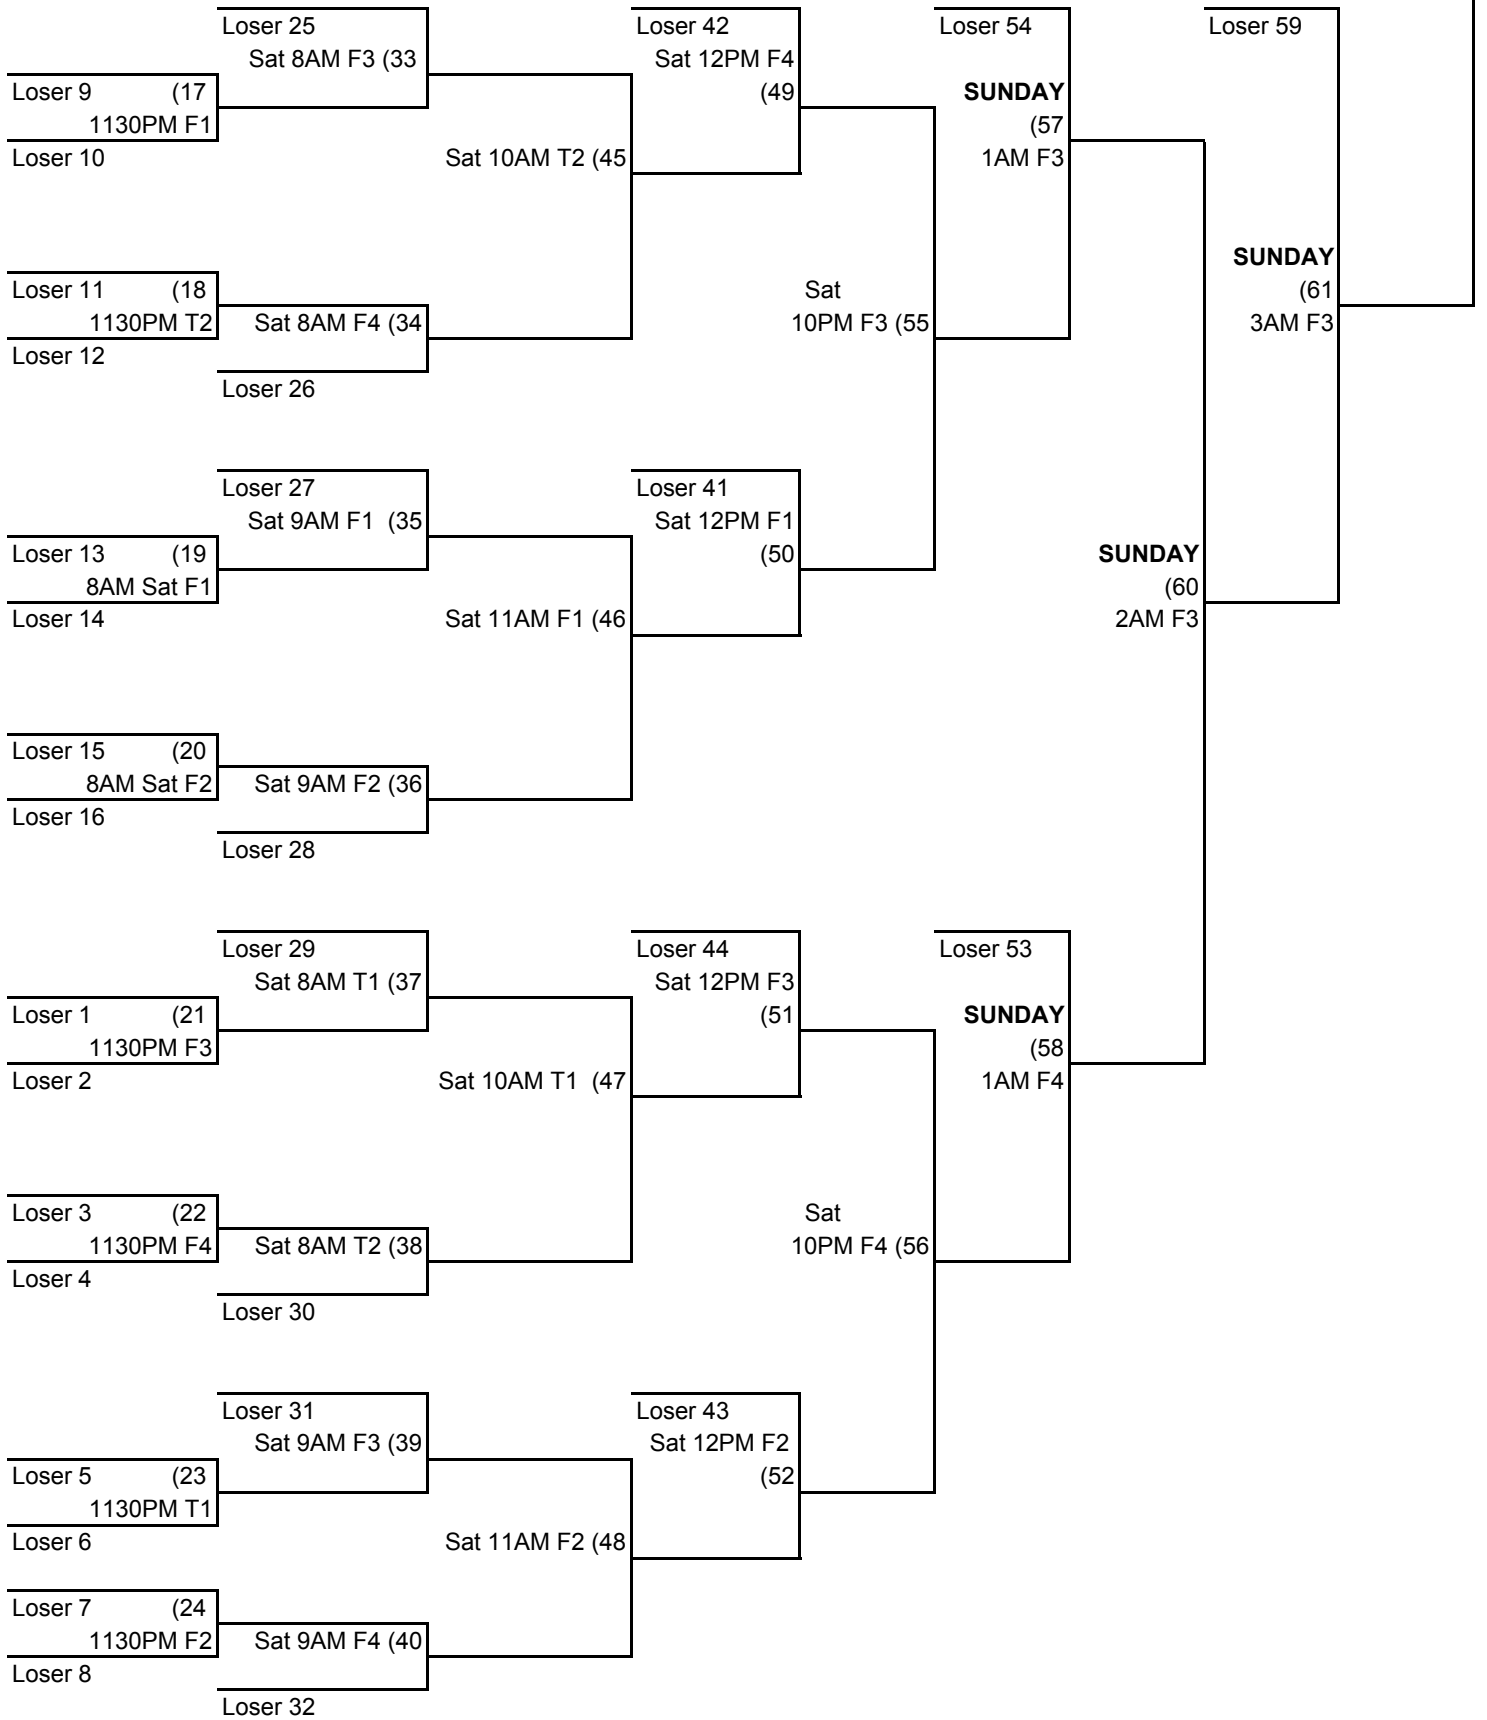 Loser 25
Sat 8AM F3 (33
Loser 42
Sat 12PM F4
(49
Loser 54
SUNDAY
(57
1AM F3
Loser 59
Loser 9 (17
1130PM F1
Loser 10
Sat 10AM T2 (45
Loser 11 (18
1130PM T2
Loser 12
Sat 8AM F4 (34
Loser 26
Sat
10PM F3 (55
SUNDAY
(61
3AM F3
Loser 27
Sat 9AM F1 (35
Loser 41
Sat 12PM F1
(50
Loser 13 (19
8AM Sat F1
Loser 14
Sat 11AM F1 (46
SUNDAY
(60
2AM F3
Loser 15 (20
8AM Sat F2
Loser 16
Sat 9AM F2 (36
Loser 28
Loser 29
Sat 8AM T1 (37
Loser 44
Sat 12PM F3
(51
Loser 53
SUNDAY
(58
1AM F4
Loser 1 (21
1130PM F3
Loser 2
Sat 10AM T1 (47
Loser 3 (22
1130PM F4
Loser 4
Sat 8AM T2 (38
Loser 30
Sat
10PM F4 (56
Loser 31
Sat 9AM F3 (39
Loser 43
Sat 12PM F2
(52
Loser 5 (23
1130PM T1
Loser 6
Sat 11AM F2 (48
Loser 7 (24
1130PM F2
Loser 8
Sat 9AM F4 (40
Loser 32